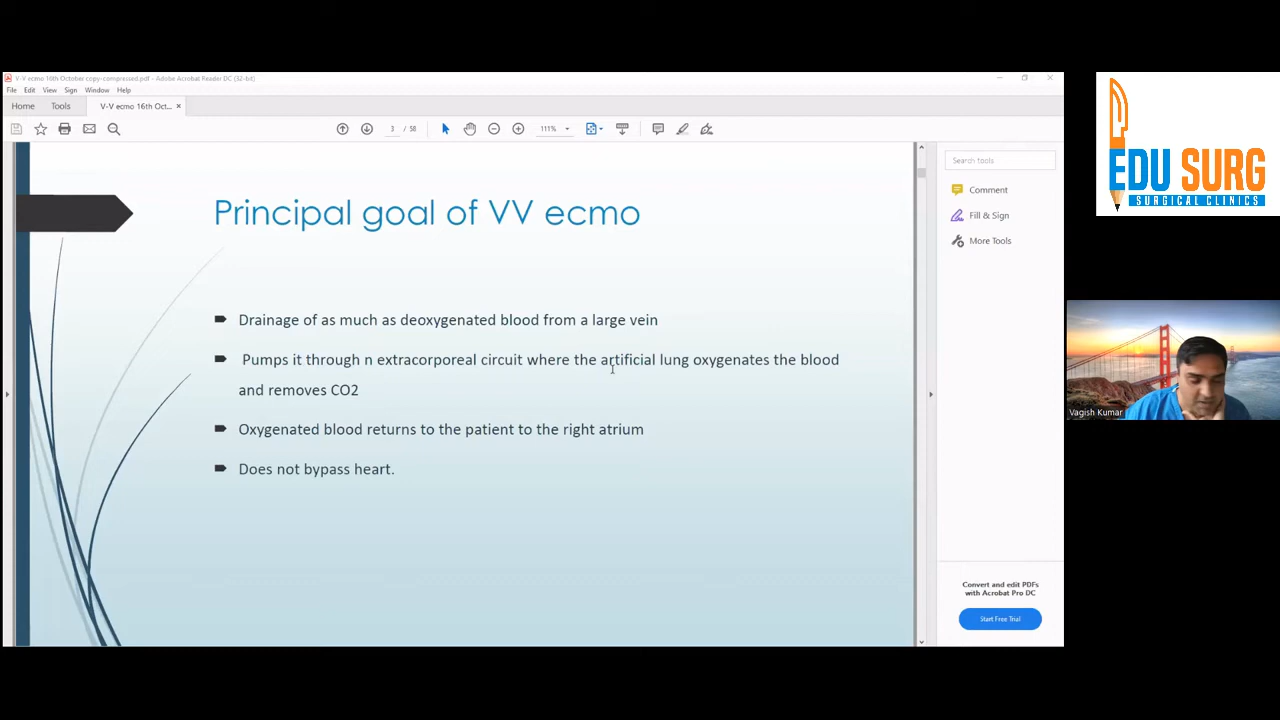 V-V ecmo 16th October copy-compressed.pdf - Adobe Acrobat Reader DC (32-bit)
File Edit View Sign Window Help
Home Tools V-V ecmo 16th Oct... ×
3 / 58 111%
Principal goal of VV ecmo
Drainage of as much as deoxygenated blood from a large vein
Pumps it through n extracorporeal circuit where the artificial lung oxygenates the blood
and removes CO2
Oxygenated blood returns to the patient to the right atrium
Does not bypass heart.
Search tools
Comment
Fill & Sign
More Tools
Convert and edit PDFs
with Acrobat Pro DC
Start Free Trial
EDU SURG
SURGICAL CLINICS
Vagish Kumar